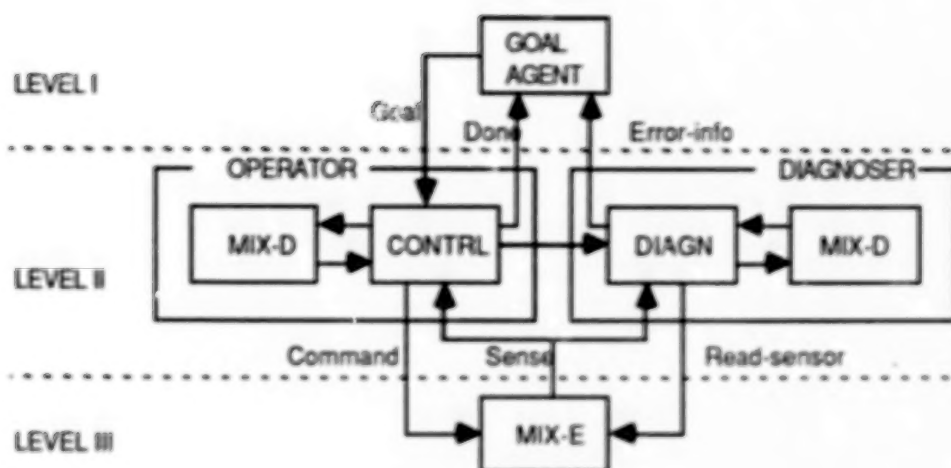 GOAL
AGENT
LEVEL I
Goal
Done
Error-info
OPERATOR
DIAGNOSER
MIX-D
CONTRL
DIAGN
MIX-D
LEVEL II
Command
Sense
Read-sensor
MIX-E
LEVEL III